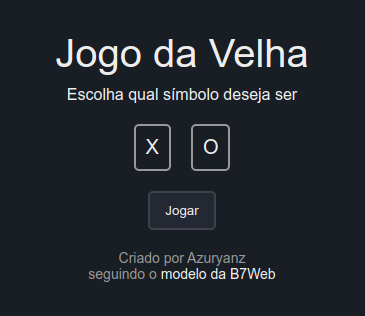 Jogo da Velha
Escolha qual símbolo deseja ser
X O
Jogar
Criado por Azuryanz
seguindo o modelo da B7Web